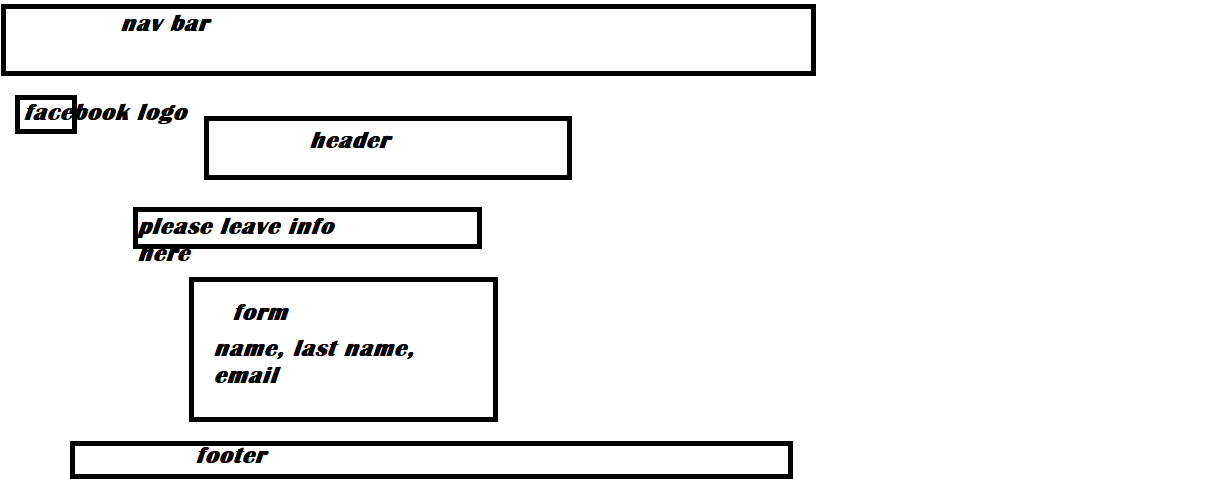 nav bar
facebook logo
header
please leave info
here
form
name, last name,
email
footer